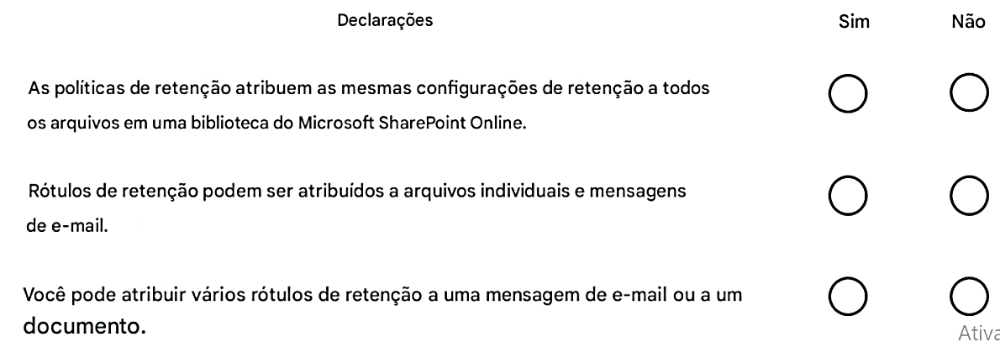 Declarações Sim Não
As políticas de retenção atribuem as mesmas configurações de retenção a todos
os arquivos em uma biblioteca do Microsoft SharePoint Online.
Rótulos de retenção podem ser atribuídos a arquivos individuais e mensagens
de e-mail.
Você pode atribuir vários rótulos de retenção a uma mensagem de e-mail ou a um
documento.
Ativa